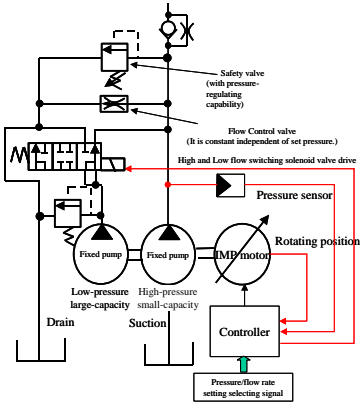 Safety valve
(with pressure-
regulating
capability)
Flow Control valve
(It is constant independent of set pressure.)
High and Low flow switching solenoid valve drive
Pressure sensor
Rotating position
Fixed pump
Fixed pump
IMP motor
Low-pressure
large-capacity
High-pressure
small-capacity
Drain
Suction
Controller
Pressure/flow rate
setting selecting signal